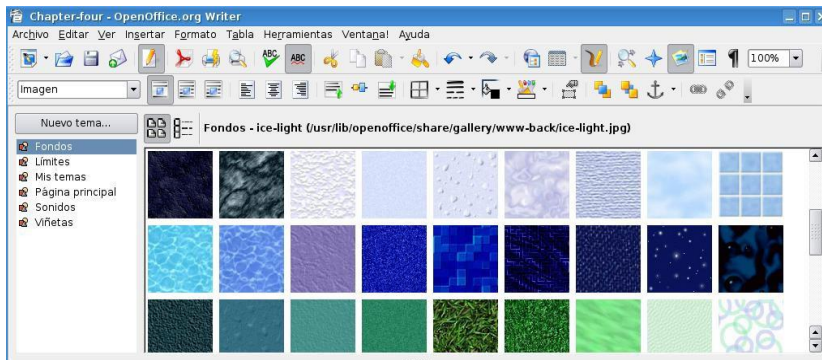 Chapter-four - OpenOffice.org Writer
Archivo Editar Ver Insertar Formato Tabla Herramientas Ventana! Ayuda
ABC ABC 100%
Imagen
Nuevo tema... Fondos - ice-light (/usr/lib/openoffice/share/gallery/www-back/ice-light.jpg)
Fondos
Límites
Mis temas
Página principal
Sonidos
Viñetas